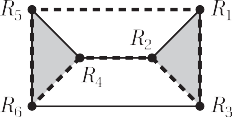 R₅ R₁
R₂
R₄
R₆ R₃